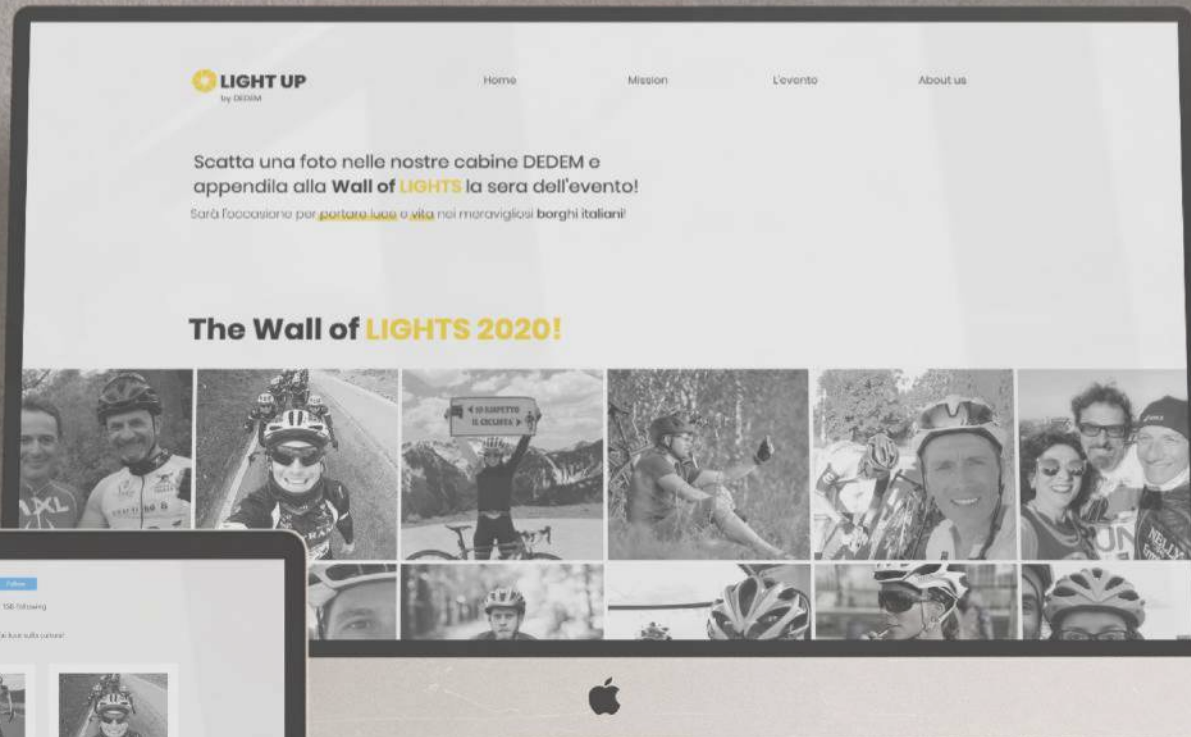 LIGHT UP
by DEDEM
Home
Mission
L'evento
About us
Scatta una foto nelle nostre cabine DEDEM e
appendila alla Wall of LIGHTS la sera dell'evento!
Sarà l'occasione per portare luce e vita nei meravigliosi borghi italiani!
The Wall of LIGHTS 2020!
IO RISPETTO
IL CICLISTA
Follow
156 following